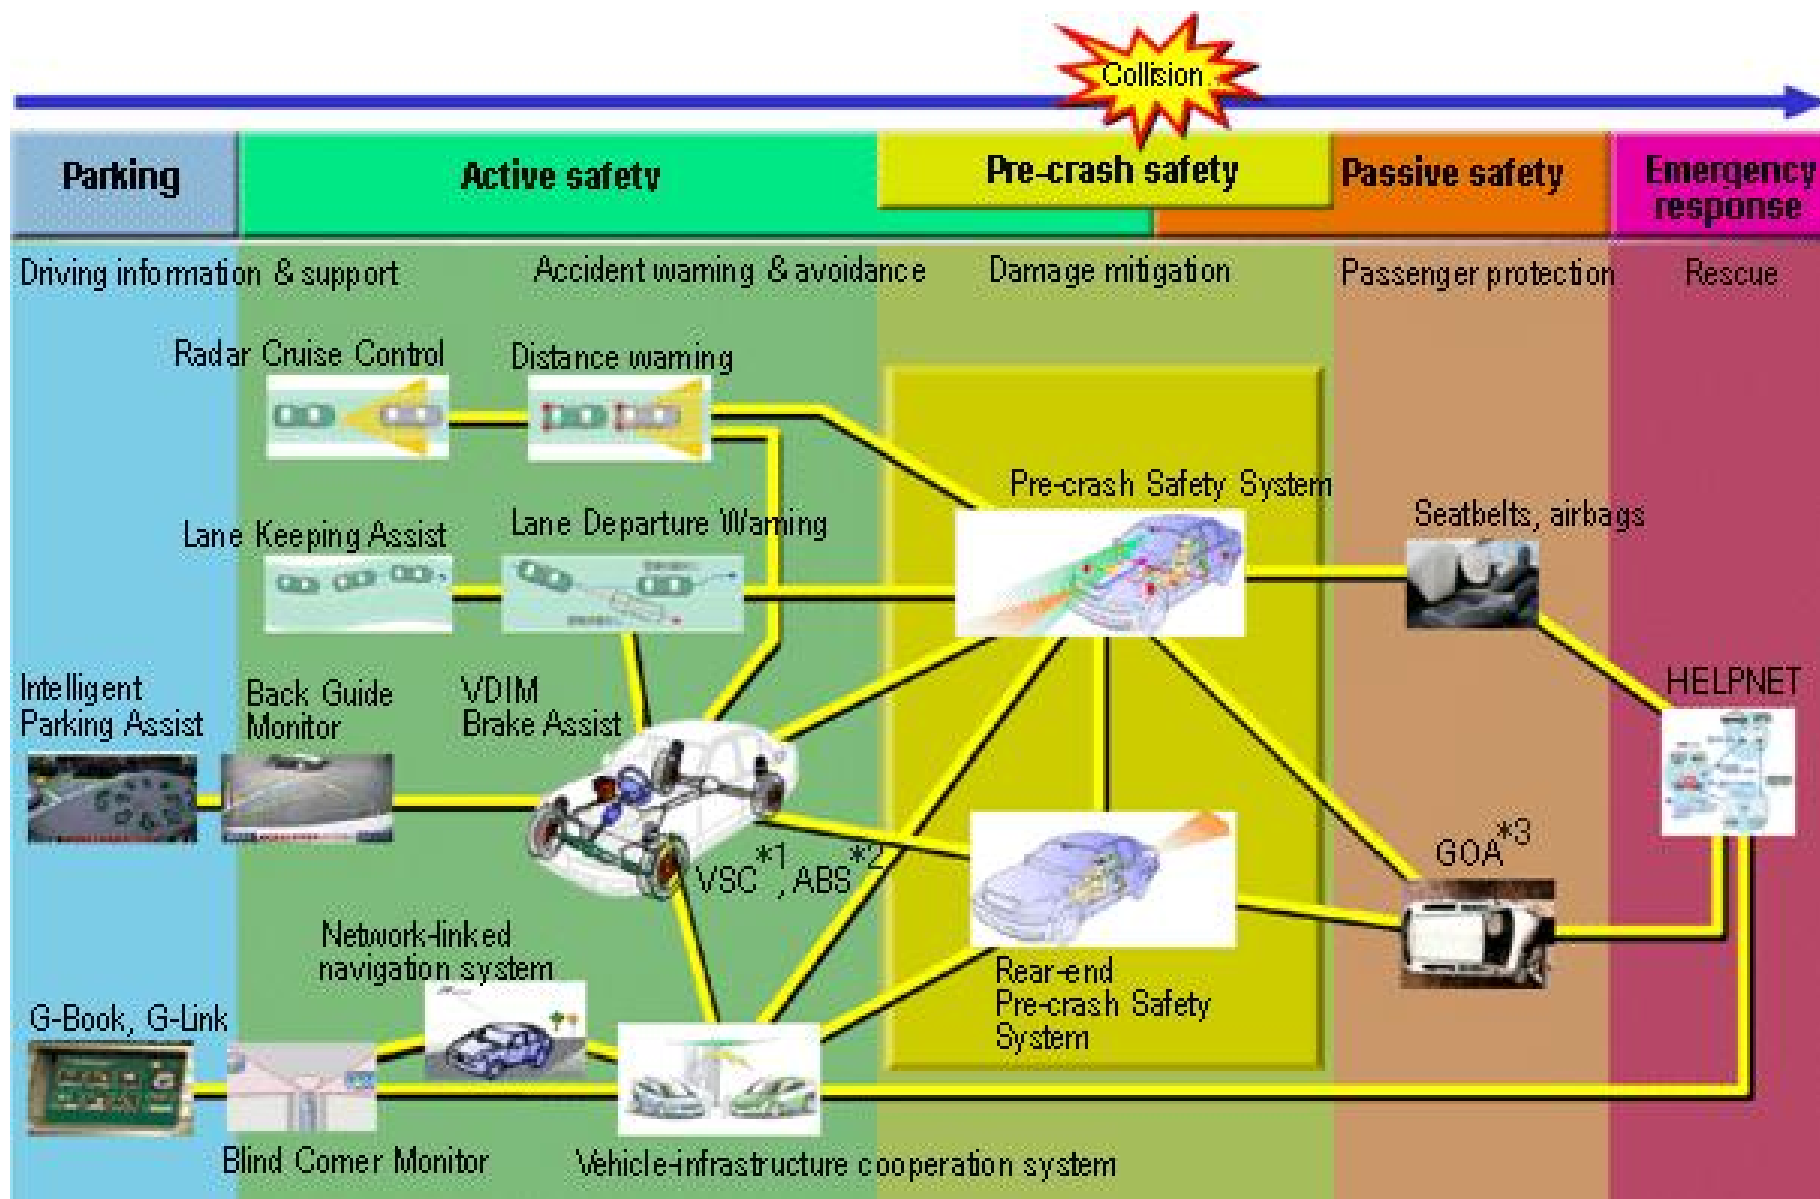 Collision
Parking
Active safety
Pre-crash safety
Passive safety
Emergency
response
Driving information & support
Accident warning & avoidance
Damage mitigation
Passenger protection
Rescue
Radar Cruise Control
Distance warning
Pre-crash Safety System
Seatbelts, airbags
Lane Keeping Assist
Lane Departure Warning
Intelligent
Parking Assist
Back Guide
Monitor
VDIM
Brake Assist
HELPNET
VSC*1, ABS*2
GOA*3
Network-linked
navigation system
Rear-end
Pre-crash Safety
System
G-Book, G-Link
Blind Corner Monitor
Vehicle-infrastructure cooperation system